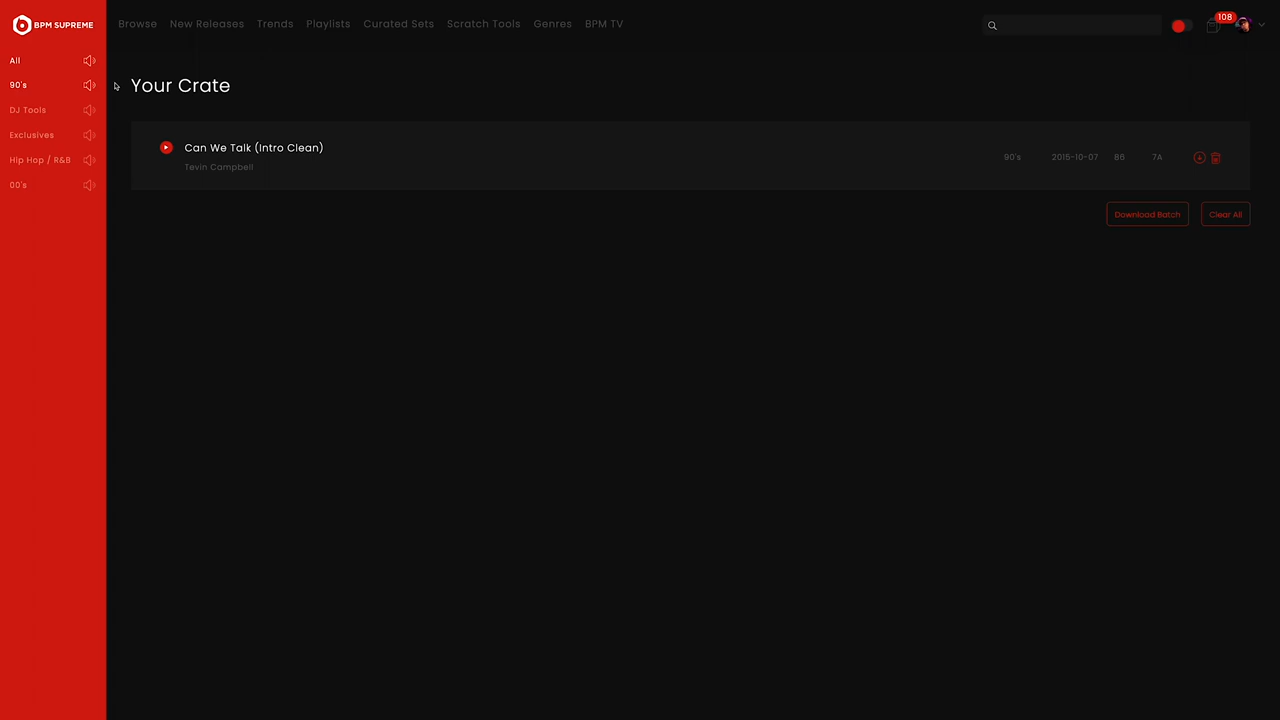 BPM SUPREME
Browse New Releases Trends Playlists Curated Sets Scratch Tools Genres BPM TV
108
All
90's
DJ Tools
Exclusives
Hip Hop / R&B
00's
Your Crate
Can We Talk (Intro Clean)
Tevin Campbell
90's 2015-10-07 86 7A
Download Batch Clear All